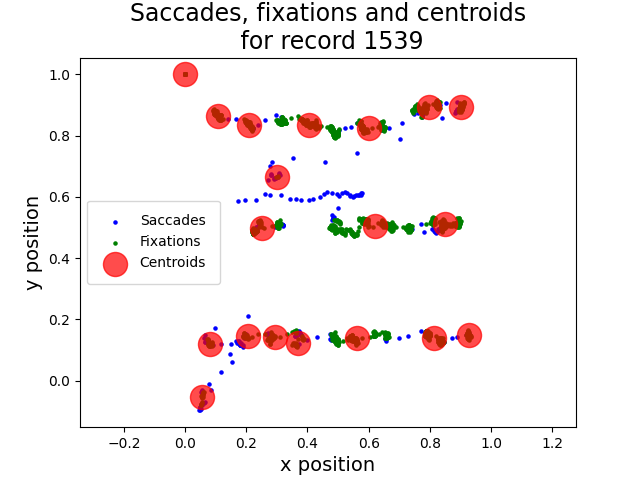 Saccades, fixations and centroids
for record 1539
1.0
0.8
0.6
0.4
0.2
0.0
y position
Saccades
Fixations
Centroids
−0.2
0.0
0.2
0.4
0.6
0.8
1.0
1.2
x position